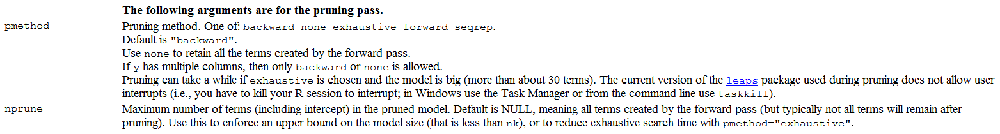 The following arguments are for the pruning pass.
pmethod Pruning method. One of: backward none exhaustive forward seqrep.
Default is "backward".
Use none to retain all the terms created by the forward pass.
If y has multiple columns, then only backward or none is allowed.
Pruning can take a while if exhaustive is chosen and the model is big (more than about 30 terms). The current version of the leaps package used during pruning does not allow user
interrupts (i.e., you have to kill your R session to interrupt; in Windows use the Task Manager or from the command line use taskkill).
nprune Maximum number of terms (including intercept) in the pruned model. Default is NULL, meaning all terms created by the forward pass (but typically not all terms will remain after
pruning). Use this to enforce an upper bound on the model size (that is less than nk), or to reduce exhaustive search time with pmethod="exhaustive".